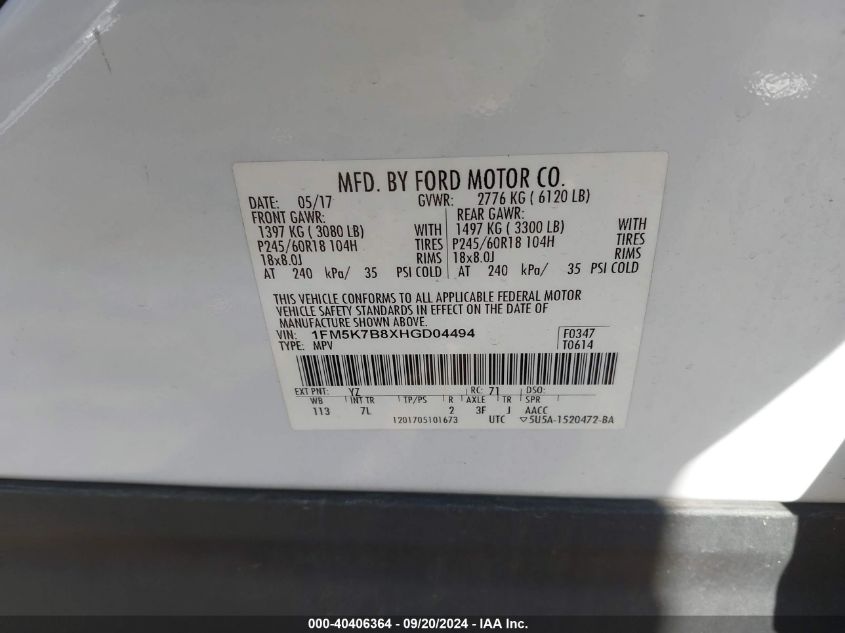 MFD. BY FORD MOTOR CO.
DATE: 05/17 GVWR: 2776 KG ( 6120 LB)
FRONT GAWR: REAR GAWR:
1397 KG ( 3080 LB) WITH 1497 KG ( 3300 LB) WITH
P245/60R18 104H TIRES P245/60R18 104H TIRES
18x8.0J RIMS 18x8.0J RIMS
AT 240 kPa/ 35 PSI COLD AT 240 kPa/ 35 PSI COLD
THIS VEHICLE CONFORMS TO ALL APPLICABLE FEDERAL MOTOR
VEHICLE SAFETY STANDARDS IN EFFECT ON THE DATE OF
MANUFACTURE SHOWN ABOVE.
VIN: 1FM5K7B8XHGD04494 F0347
TYPE: MPV T0614
EXT PNT: YZ RC: 71 DSO:
WB INT TR TP/PS R AXLE TR SPR
113 7L 2 3F J AACC
1201705101673 UTC ▽5U5A-1520472-BA
000-40406364 - 09/20/2024 - IAA Inc.